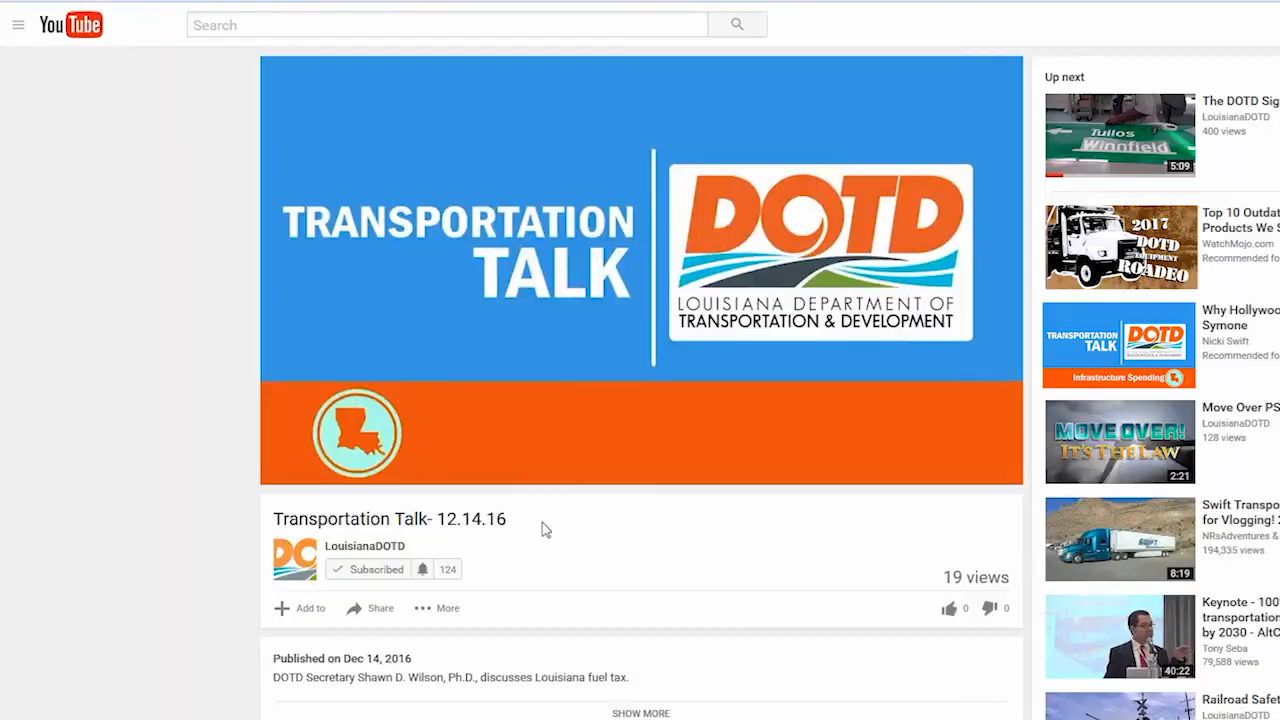 YouTube
Search
TRANSPORTATION
TALK
DOTD
LOUISIANA DEPARTMENT OF
TRANSPORTATION & DEVELOPMENT
Transportation Talk- 12.14.16
LouisianaDOTD
Subscribed 124
19 views
Add to Share More 0 0
Published on Dec 14, 2016
DOTD Secretary Shawn D. Wilson, Ph.D., discusses Louisiana fuel tax.
SHOW MORE
Up next
Tullos
Winnfield
5:09
The DOTD Sig
LouisianaDOTD
400 views
2017
DOTD
EQUIPMENT
ROADEO
Top 10 Outdat
Products We S
WatchMojo.com
Recommended fo
TRANSPORTATION
TALK
DOTD
Infrastructure Spending
Why Hollywoo
Symone
Nicki Swift
Recommended fo
MOVE OVER!
IT'S THE LAW
2:21
Move Over PS
LouisianaDOTD
128 views
SWIFT
8:19
Swift Transpo
for Vlogging! 2
NRsAdventures &
194,335 views
40:22
Keynote - 100
transportation
by 2030 - AltC
Tony Seba
79,588 views
Railroad Safet
LouisianaDOTD